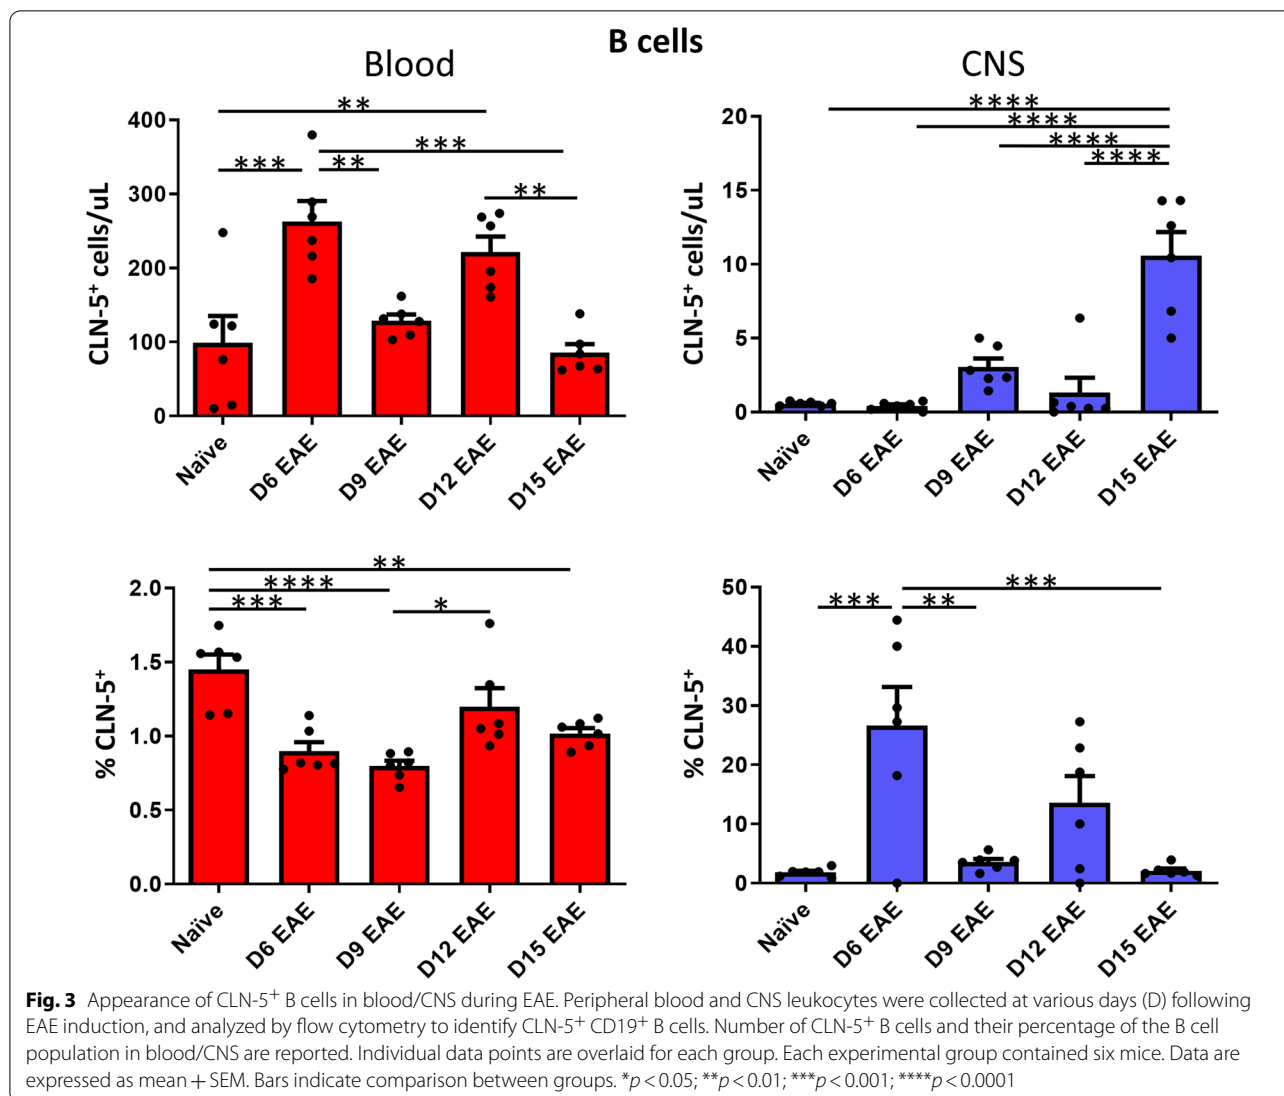 B cells
Blood
CNS
**
***
**
***
**
CLN-5+ cells/uL
400
300
200
100
0
Naïve
D6 EAE
D9 EAE
D12 EAE
D15 EAE
****
****
****
****
CLN-5+ cells/uL
20
15
10
5
0
Naïve
D6 EAE
D9 EAE
D12 EAE
D15 EAE
**
****
***
*
% CLN-5+
2.0
1.5
1.0
0.5
0.0
Naïve
D6 EAE
D9 EAE
D12 EAE
D15 EAE
***
**
***
% CLN-5+
50
40
30
20
10
0
Naïve
D6 EAE
D9 EAE
D12 EAE
D15 EAE
Fig. 3 Appearance of CLN-5+ B cells in blood/CNS during EAE. Peripheral blood and CNS leukocytes were collected at various days (D) following
EAE induction, and analyzed by flow cytometry to identify CLN-5+ CD19+ B cells. Number of CLN-5+ B cells and their percentage of the B cell
population in blood/CNS are reported. Individual data points are overlaid for each group. Each experimental group contained six mice. Data are
expressed as mean + SEM. Bars indicate comparison between groups. *p < 0.05; **p < 0.01; ***p < 0.001; ****p < 0.0001